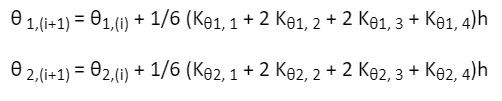 θ 1,(i+1) = θ1,(i) + 1/6 (Kθ1, 1 + 2 Kθ1, 2 + 2 Kθ1, 3 + Kθ1, 4)h
θ 2,(i+1) = θ2,(i) + 1/6 (Kθ2, 1 + 2 Kθ2, 2 + 2 Kθ2, 3 + Kθ2, 4)h